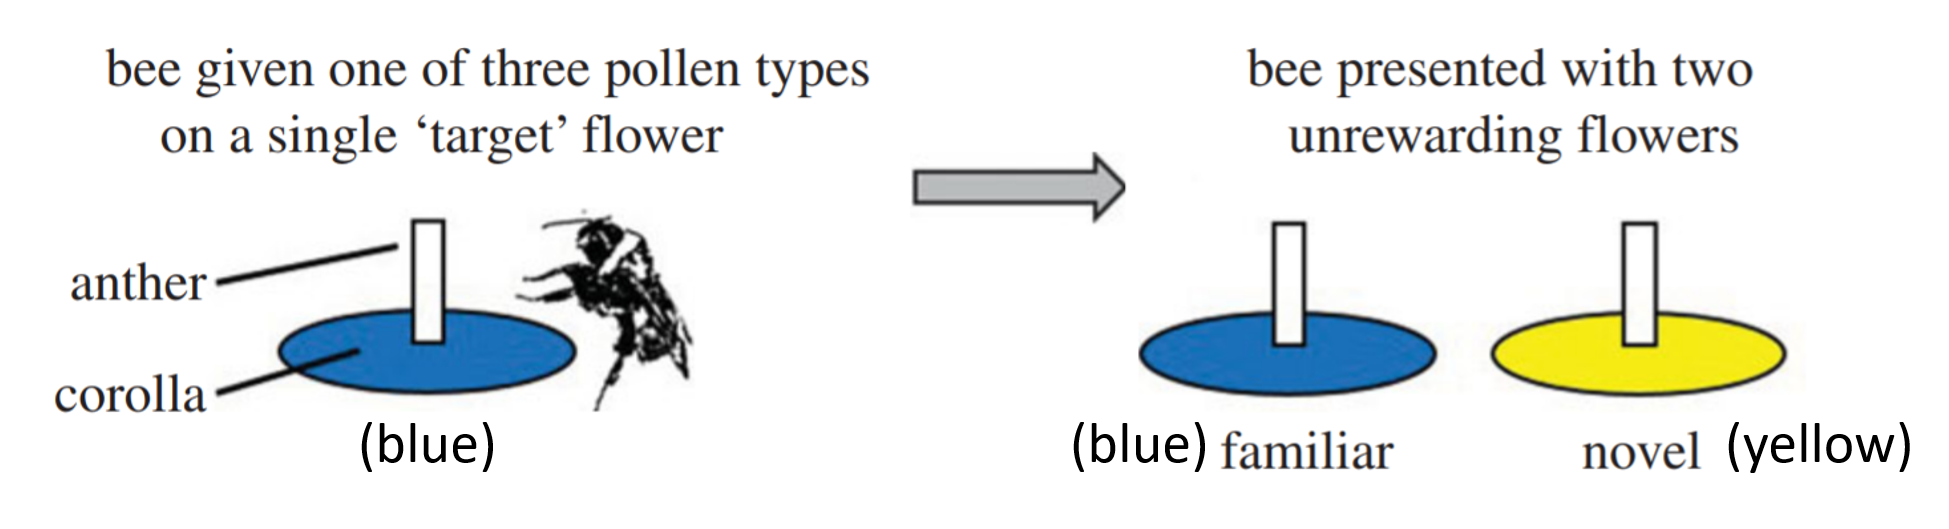 bee given one of three pollen types
on a single ‘target’ flower
anther
corolla
(blue)
bee presented with two
unrewarding flowers
(blue) familiar
novel (yellow)